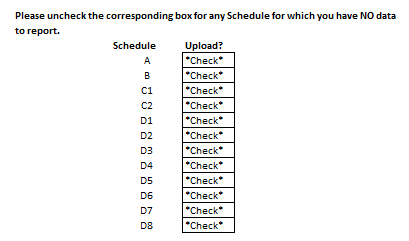 Please uncheck the corresponding box for any Schedule for which you have NO data
to report.
Schedule Upload?
A *Check*
B *Check*
C1 *Check*
C2 *Check*
D1 *Check*
D2 *Check*
D3 *Check*
D4 *Check*
D5 *Check*
D6 *Check*
D7 *Check*
D8 *Check*